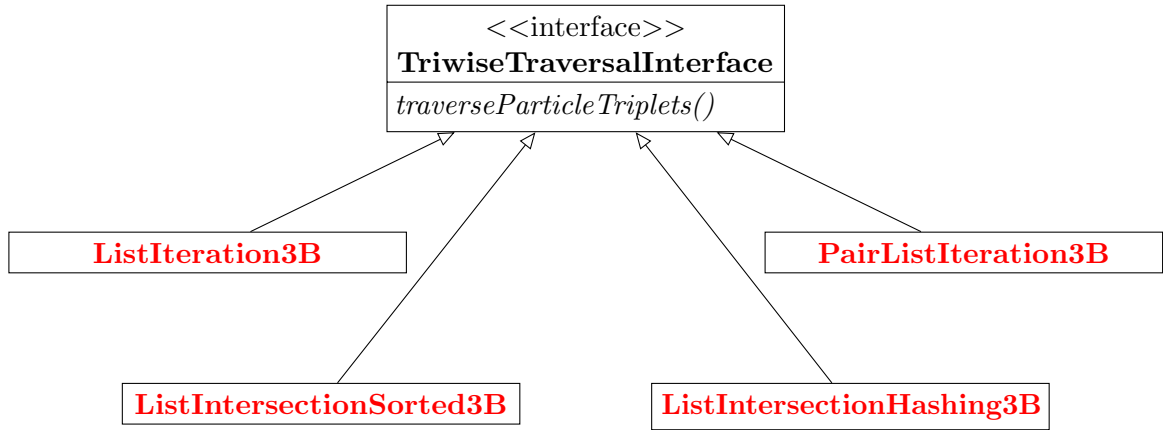 <<interface>>
TriwiseTraversalInterface
traverseParticleTriplets()
ListIteration3B
PairListIteration3B
ListIntersectionSorted3B
ListIntersectionHashing3B